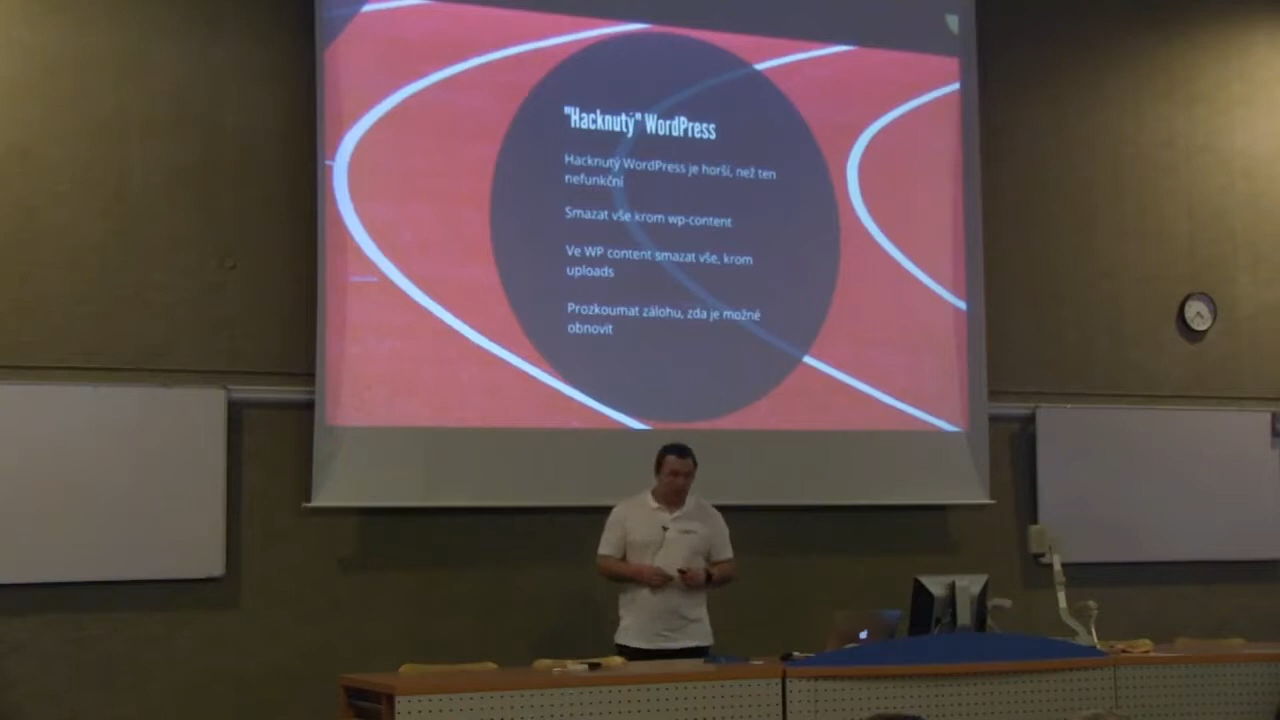 "Hacknutý" WordPress
Hacknutý WordPress je horší, než ten
nefunkční
Smazat vše krom wp-content
Ve WP content smazat vše, krom
uploads
Prozkoumat zálohu, zda je možné
obnovit